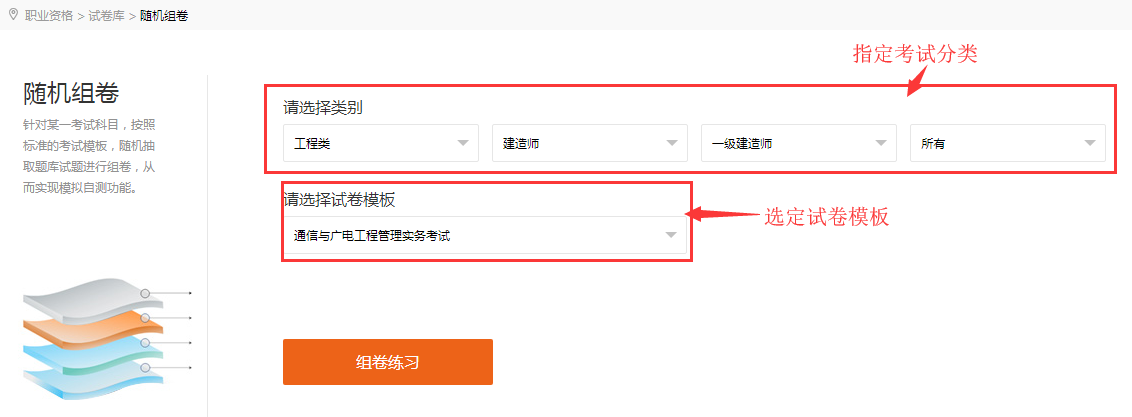 职业资格 > 试卷库 > 随机组卷
指定考试分类
随机组卷
针对某一考试科目，按照
标准的考试模板，随机抽
取题库试题进行组卷，从
而实现模拟自测功能。
请选择类别
工程类 建造师 一级建造师 所有
请选择试卷模板
选定试卷模板
通信与广电工程管理实务考试
组卷练习